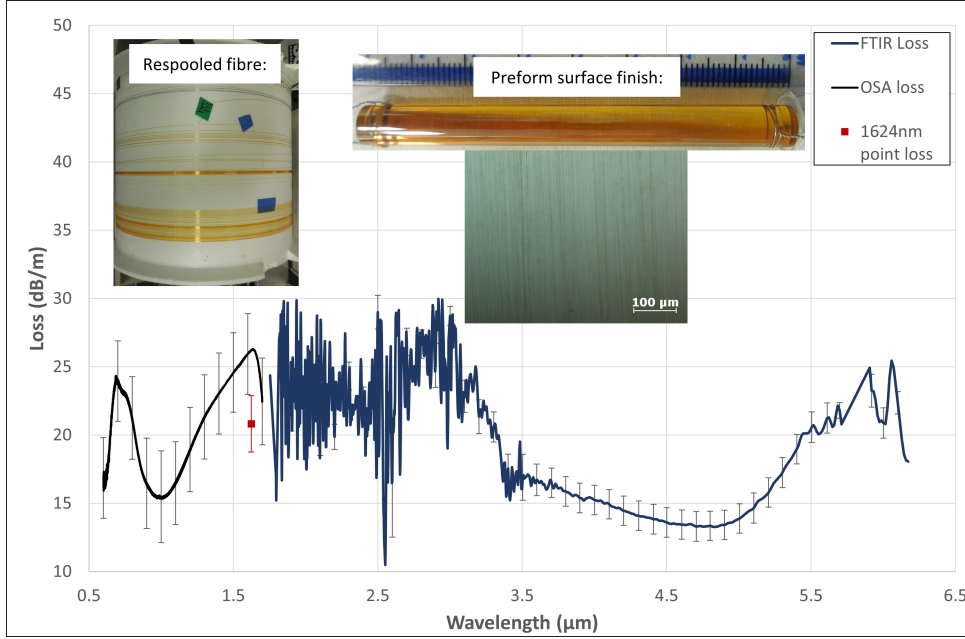 50
45
40
35
30
25
20
15
10
Loss (dB/m)
0.5
1.5
2.5
3.5
4.5
5.5
6.5
Wavelength (µm)
Respooled fibre:
Preform surface finish:
100 µm
FTIR Loss
OSA loss
1624nm
point loss